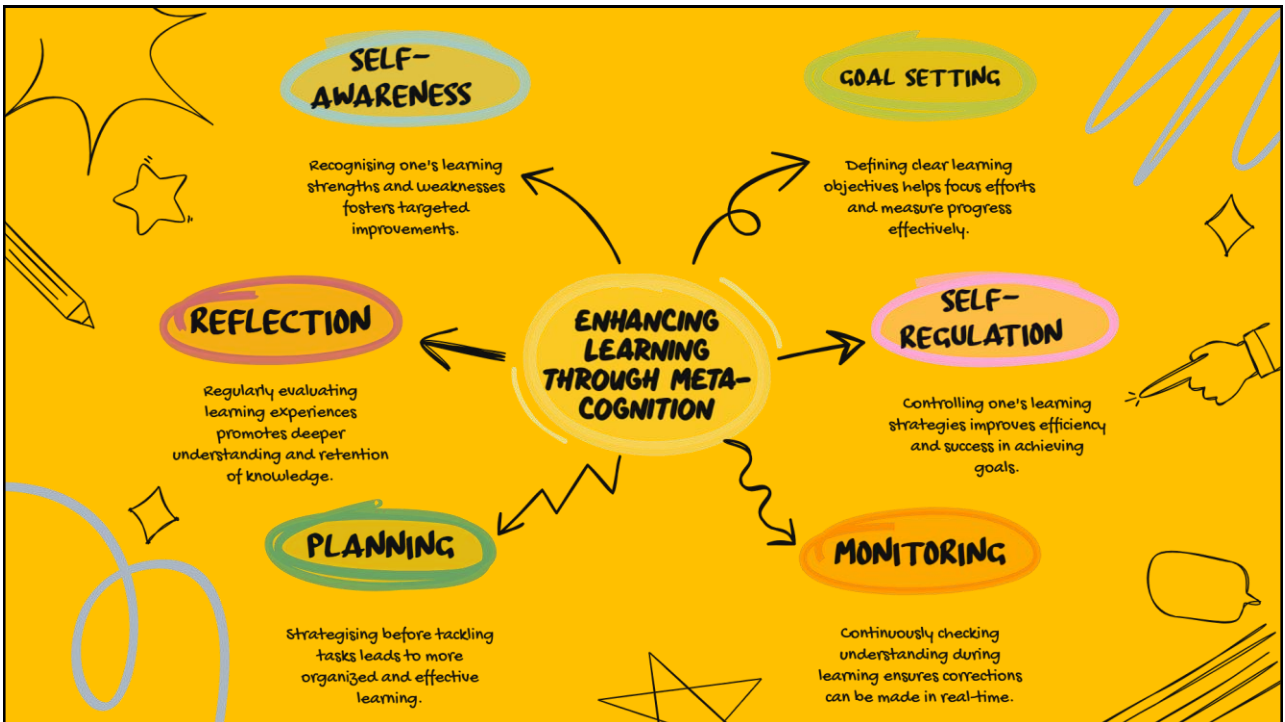 SELF-
AWARENESS
Recognising one's learning
strengths and weaknesses
fosters targeted
improvements.
GOAL SETTING
Defining clear learning
objectives helps focus efforts
and measure progress
effectively.
REFLECTION
Regularly evaluating
learning experiences
promotes deeper
understanding and retention
of knowledge.
ENHANCING
LEARNING
THROUGH META-
COGNITION
SELF-
REGULATION
Controlling one's learning
strategies improves efficiency
and success in achieving
goals.
PLANNING
Strategising before tackling
tasks leads to more
organized and effective
learning.
MONITORING
Continuously checking
understanding during
learning ensures corrections
can be made in real-time.